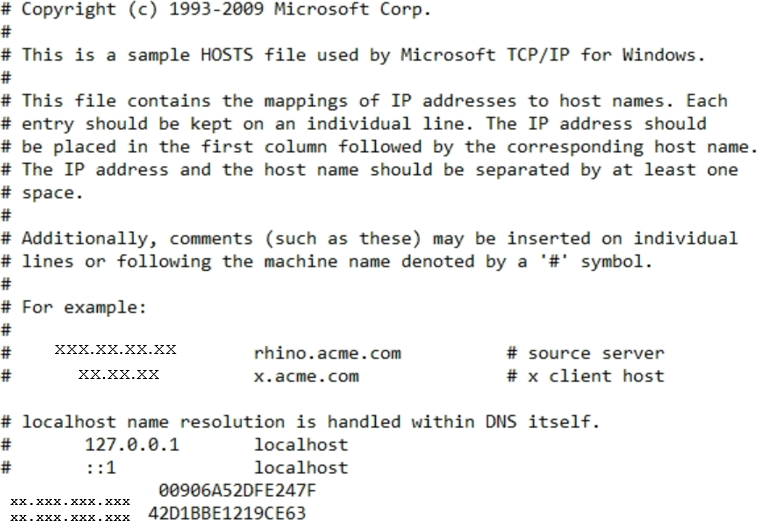 # Copyright (c) 1993-2009 Microsoft Corp.
#
# This is a sample HOSTS file used by Microsoft TCP/IP for Windows.
#
# This file contains the mappings of IP addresses to host names. Each
# entry should be kept on an individual line. The IP address should
# be placed in the first column followed by the corresponding host name.
# The IP address and the host name should be separated by at least one
# space.
#
# Additionally, comments (such as these) may be inserted on individual
# lines or following the machine name denoted by a '#' symbol.
#
# For example:
#
# xxx.xx.xx.xx rhino.acme.com # source server
# xx.xx.xx x.acme.com # x client host
# localhost name resolution is handled within DNS itself.
# 127.0.0.1 localhost
# ::1 localhost
xx.xxx.xxx.xxx 00906A52DFE247F
xx.xxx.xxx.xxx 42D1BBE1219CE63